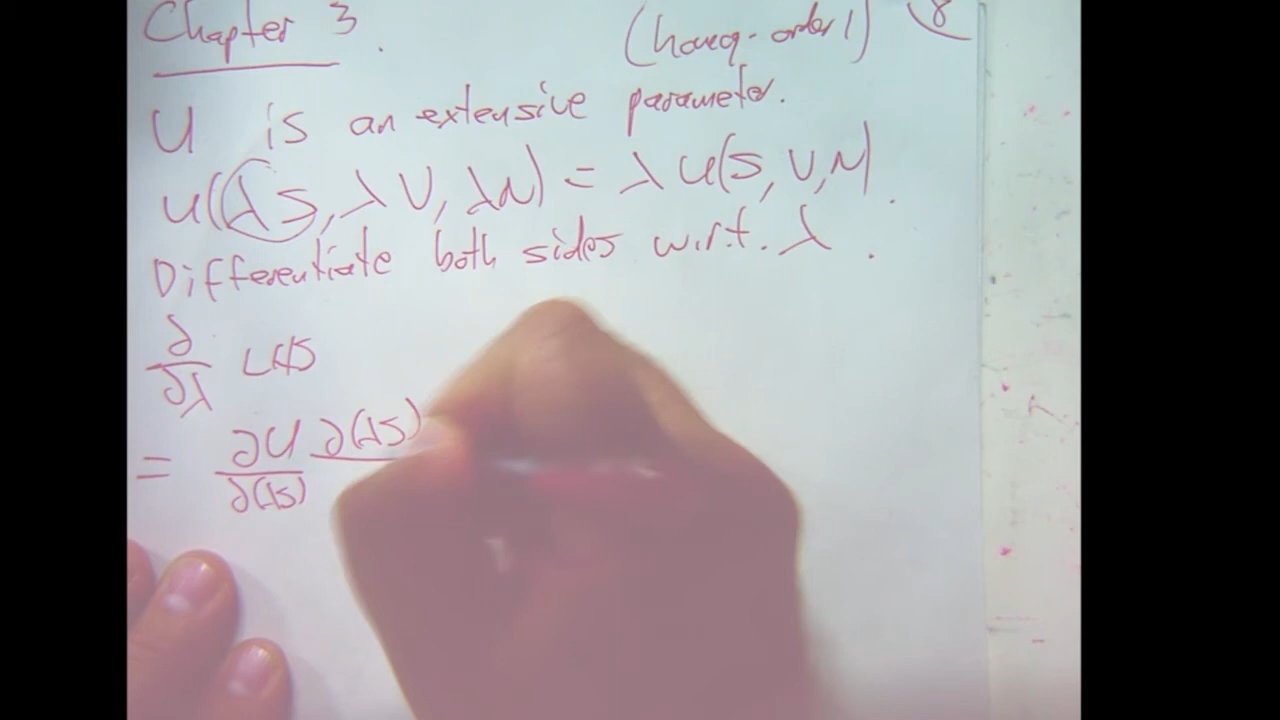 Chapter 3.
(homog. order 1) 8
U is an extensive parameter.
U(λS, λV, λN) = λ U(S, V, N).
Differentiate both sides w.r.t. λ.
∂/∂λ LHS
= ∂U/∂(λS) ∂(λS)